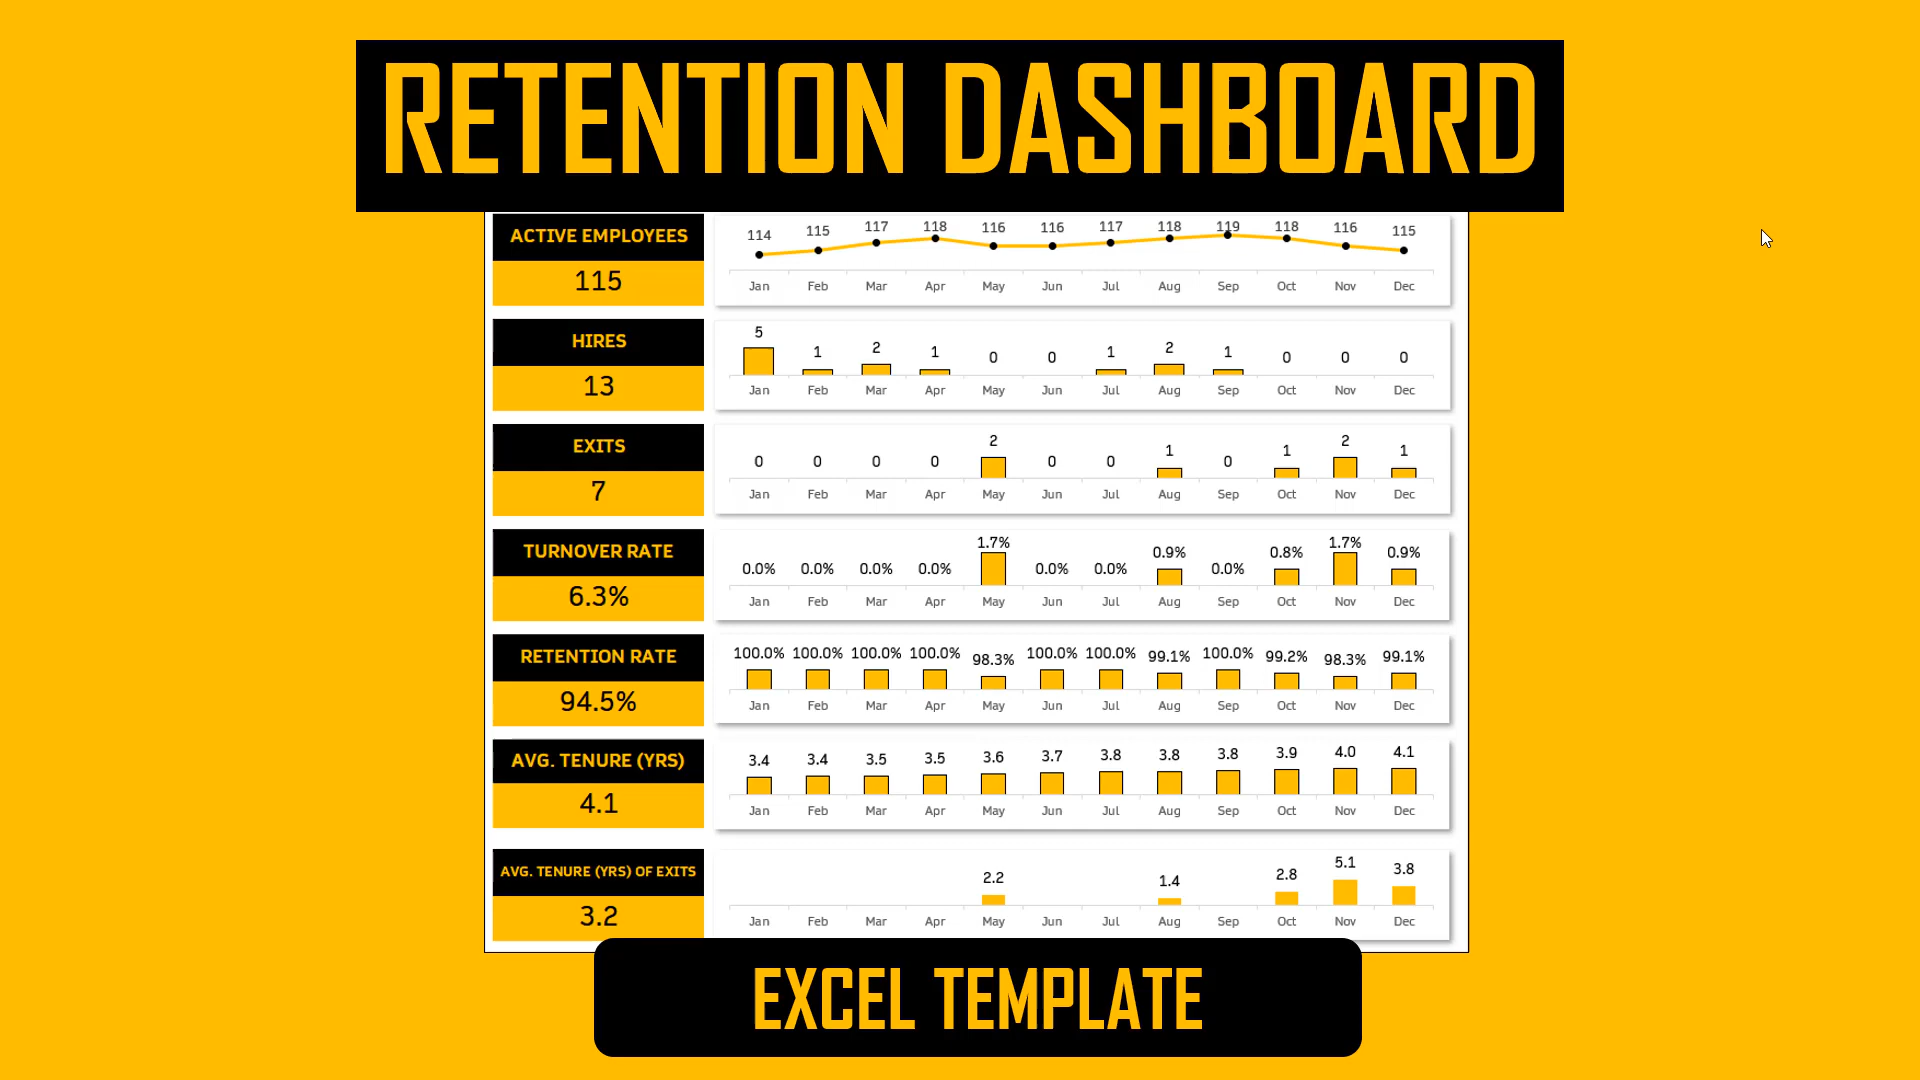 RETENTION DASHBOARD
ACTIVE EMPLOYEES
115
114 115 117 118 116 116 117 118 119 118 116 115
Jan Feb Mar Apr May Jun Jul Aug Sep Oct Nov Dec
HIRES
13
5 1 2 1 0 0 1 2 1 0 0 0
Jan Feb Mar Apr May Jun Jul Aug Sep Oct Nov Dec
EXITS
7
0 0 0 0 2 0 0 1 0 1 2 1
Jan Feb Mar Apr May Jun Jul Aug Sep Oct Nov Dec
TURNOVER RATE
6.3%
0.0% 0.0% 0.0% 0.0% 1.7% 0.0% 0.0% 0.9% 0.0% 0.8% 1.7% 0.9%
Jan Feb Mar Apr May Jun Jul Aug Sep Oct Nov Dec
RETENTION RATE
94.5%
100.0% 100.0% 100.0% 100.0% 98.3% 100.0% 100.0% 99.1% 100.0% 99.2% 98.3% 99.1%
Jan Feb Mar Apr May Jun Jul Aug Sep Oct Nov Dec
AVG. TENURE (YRS)
4.1
3.4 3.4 3.5 3.5 3.6 3.7 3.8 3.8 3.8 3.9 4.0 4.1
Jan Feb Mar Apr May Jun Jul Aug Sep Oct Nov Dec
AVG. TENURE (YRS) OF EXITS
3.2
2.2 1.4 2.8 5.1 3.8
Jan Feb Mar Apr May Jun Jul Aug Sep Oct Nov Dec
EXCEL TEMPLATE